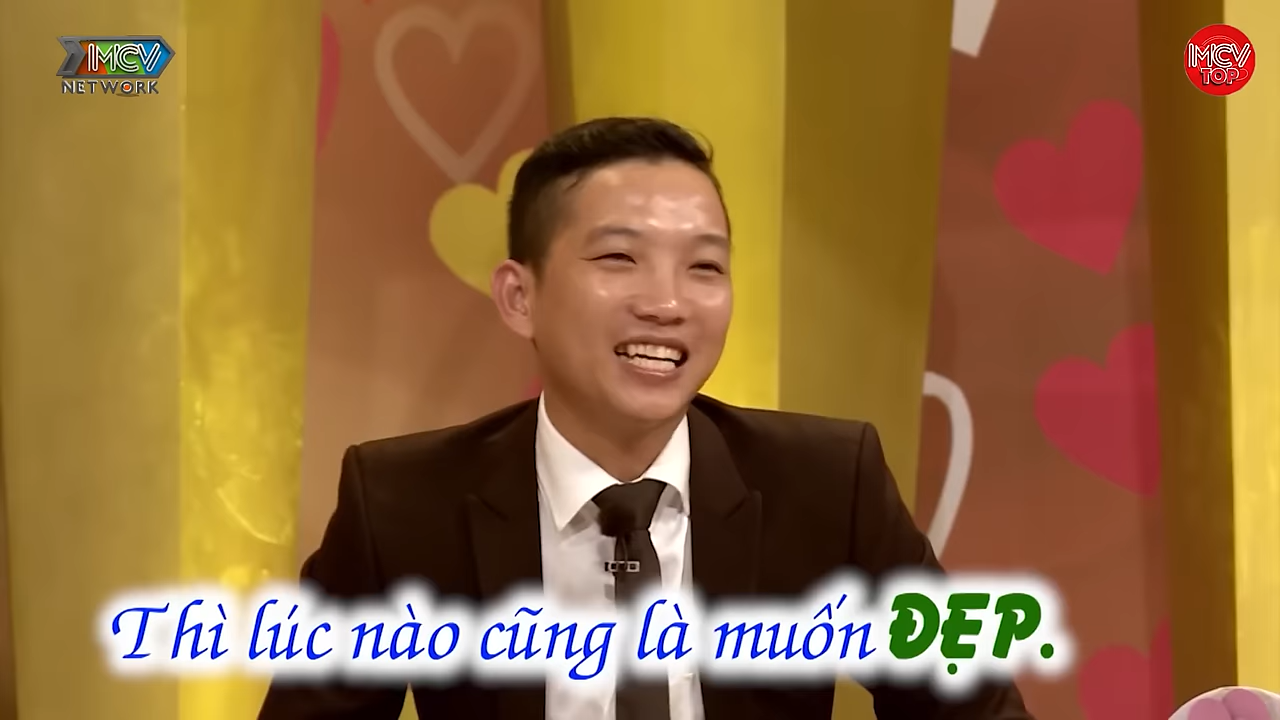 MCV
NETWORK
MCV
TOP
Thì lúc nào cũng là muốn ĐẸP.